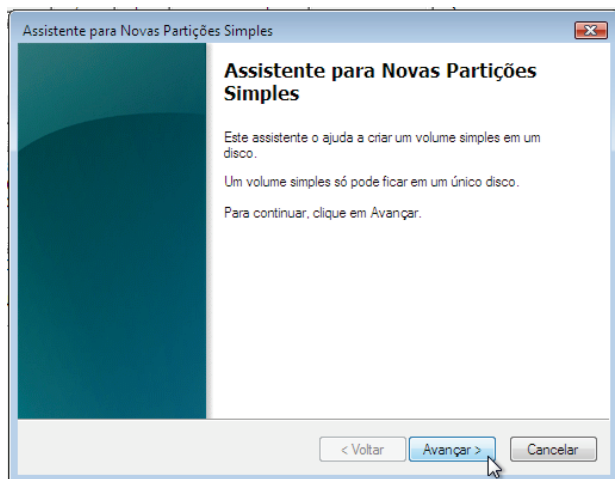 Assistente para Novas Partições Simples
Assistente para Novas Partições
Simples
Este assistente o ajuda a criar um volume simples em um
disco.
Um volume simples só pode ficar em um único disco.
Para continuar, clique em Avançar.
< Voltar
Avançar >
Cancelar